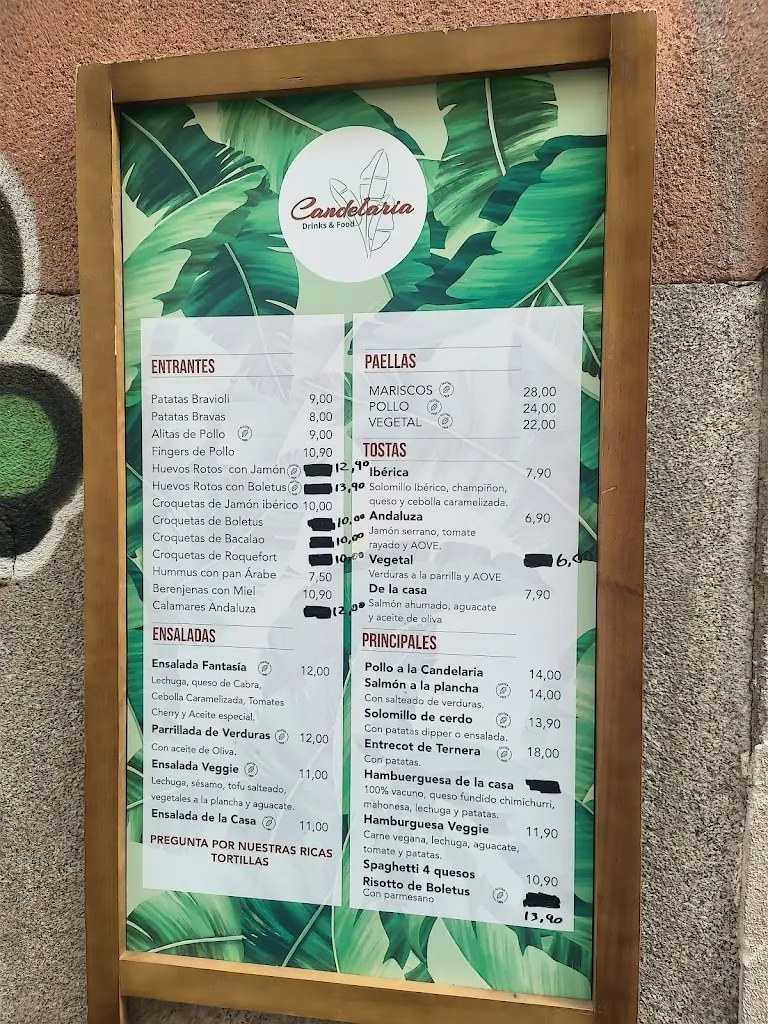 Candelaria
Drinks & Food
ENTRANTES
Patatas Bravioli 9,00
Patatas Bravas 8,00
Alitas de Pollo 9,00
Fingers de Pollo 10,90
Huevos Rotos con Jamón 12,90
Huevos Rotos con Boletus 13,90
Croquetas de Jamón ibérico 10,00
Croquetas de Boletus 10,00
Croquetas de Bacalao 10,00
Croquetas de Roquefort 10,00
Hummus con pan Árabe 7,50
Berenjenas con Miel 10,90
Calamares Andaluza 12,00
ENSALADAS
Ensalada Fantasía 12,00
Lechuga, queso de Cabra,
Cebolla Caramelizada, Tomates
Cherry y Aceite especial.
Parrillada de Verduras 12,00
Con aceite de Oliva.
Ensalada Veggie 11,00
Lechuga, sésamo, tofu salteado,
vegetales a la plancha y aguacate.
Ensalada de la Casa 11,00
PREGUNTA POR NUESTRAS RICAS
TORTILLAS
PAELLAS
MARISCOS 28,00
POLLO 24,00
VEGETAL 22,00
TOSTAS
Ibérica 7,90
Solomillo Ibérico, champiñon,
queso y cebolla caramelizada.
Andaluza 6,90
Jamón serrano, tomate
rayado y AOVE.
Vegetal 6,00
Verduras a la parrilla y AOVE
De la casa 7,90
Salmón ahumado, aguacate
y aceite de oliva
PRINCIPALES
Pollo a la Candelaria 14,00
Salmón a la plancha 14,00
Con salteado de verduras.
Solomillo de cerdo 13,90
Con patatas dipper o ensalada.
Entrecot de Ternera 18,00
Con patatas.
Hambuerguesa de la casa
100% vacuno, queso fundido chimichurri,
mahonesa, lechuga y patatas.
Hamburguesa Veggie 11,90
Carne vegana, lechuga, aguacate,
tomate y patatas.
Spaghetti 4 quesos 10,90
Risotto de Boletus
Con parmesano
13,90